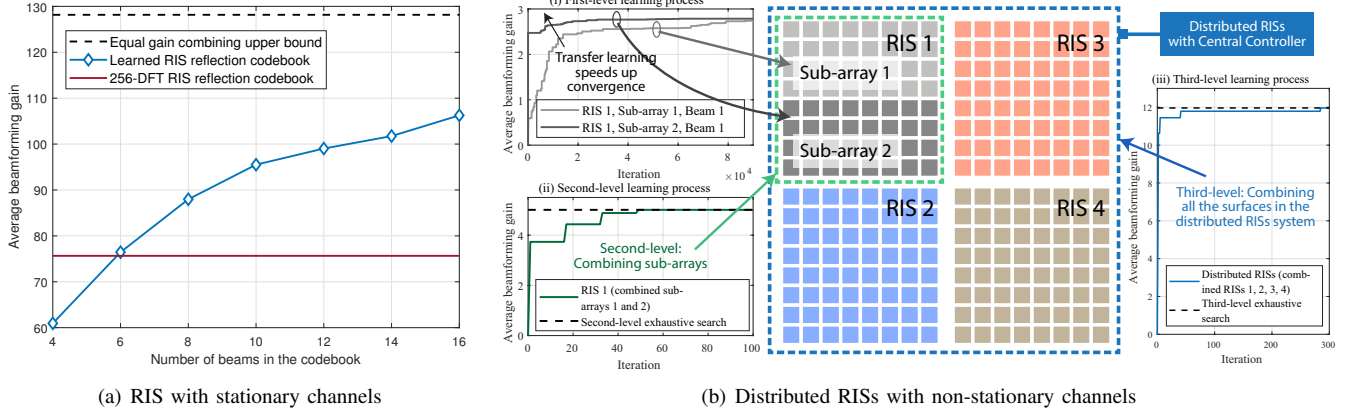 130
120
110
100
90
80
70
60
4
6
8
10
12
14
16
Average beamforming gain
Number of beams in the codebook
Equal gain combining upper bound
Learned RIS reflection codebook
256-DFT RIS reflection codebook
(a) RIS with stationary channels
(i) First-level learning process
3
2
1
0
0
2
4
6
8
× 10^4
Average beamforming gain
Iteration
Transfer learning
speeds up
convergence
RIS 1, Sub-array 1, Beam 1
RIS 1, Sub-array 2, Beam 1
(ii) Second-level learning process
4
2
0
0
20
40
60
80
100
Average beamforming gain
Iteration
Second-level:
Combining sub-arrays
RIS 1 (combined sub-
arrays 1 and 2)
Second-level exhaustive search
RIS 1
Sub-array 1
Sub-array 2
RIS 3
RIS 2
RIS 4
Distributed RISs
with Central Controller
Third-level: Combining
all the surfaces in the
distributed RISs system
(iii) Third-level learning process
14
12
10
8
6
4
2
0
0
100
200
300
Average beamforming gain
Iteration
Distributed RISs (comb-
ined RISs 1, 2, 3, 4)
Third-level exhaustive
search
(b) Distributed RISs with non-stationary channels